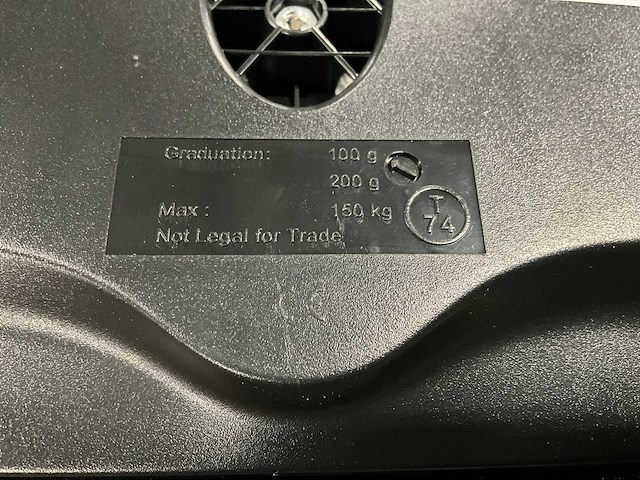 Graduation: 100 g
200 g
Max : 150 kg
Not Legal for Trade
T
74
CE